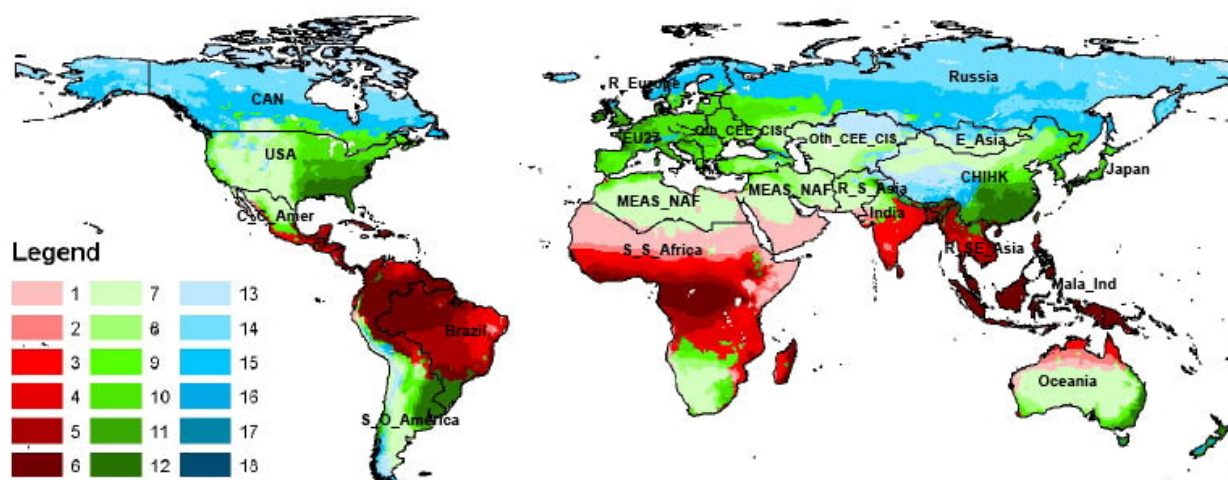 Russia
R_Europe
CAN
EU27
Oth_CEE_CIS
Oth_CEE_CIS
E_Asia
USA
CHIHK
Japan
MEAS_NAF
R_S_Asia
MEAS_NAF
C_C_Amer
India
S_S_Africa
R_SE_Asia
Mala_Ind
Brazil
Oceania
S_O_America
Legend
1 7 13
2 8 14
3 9 15
4 10 16
5 11 17
6 12 18